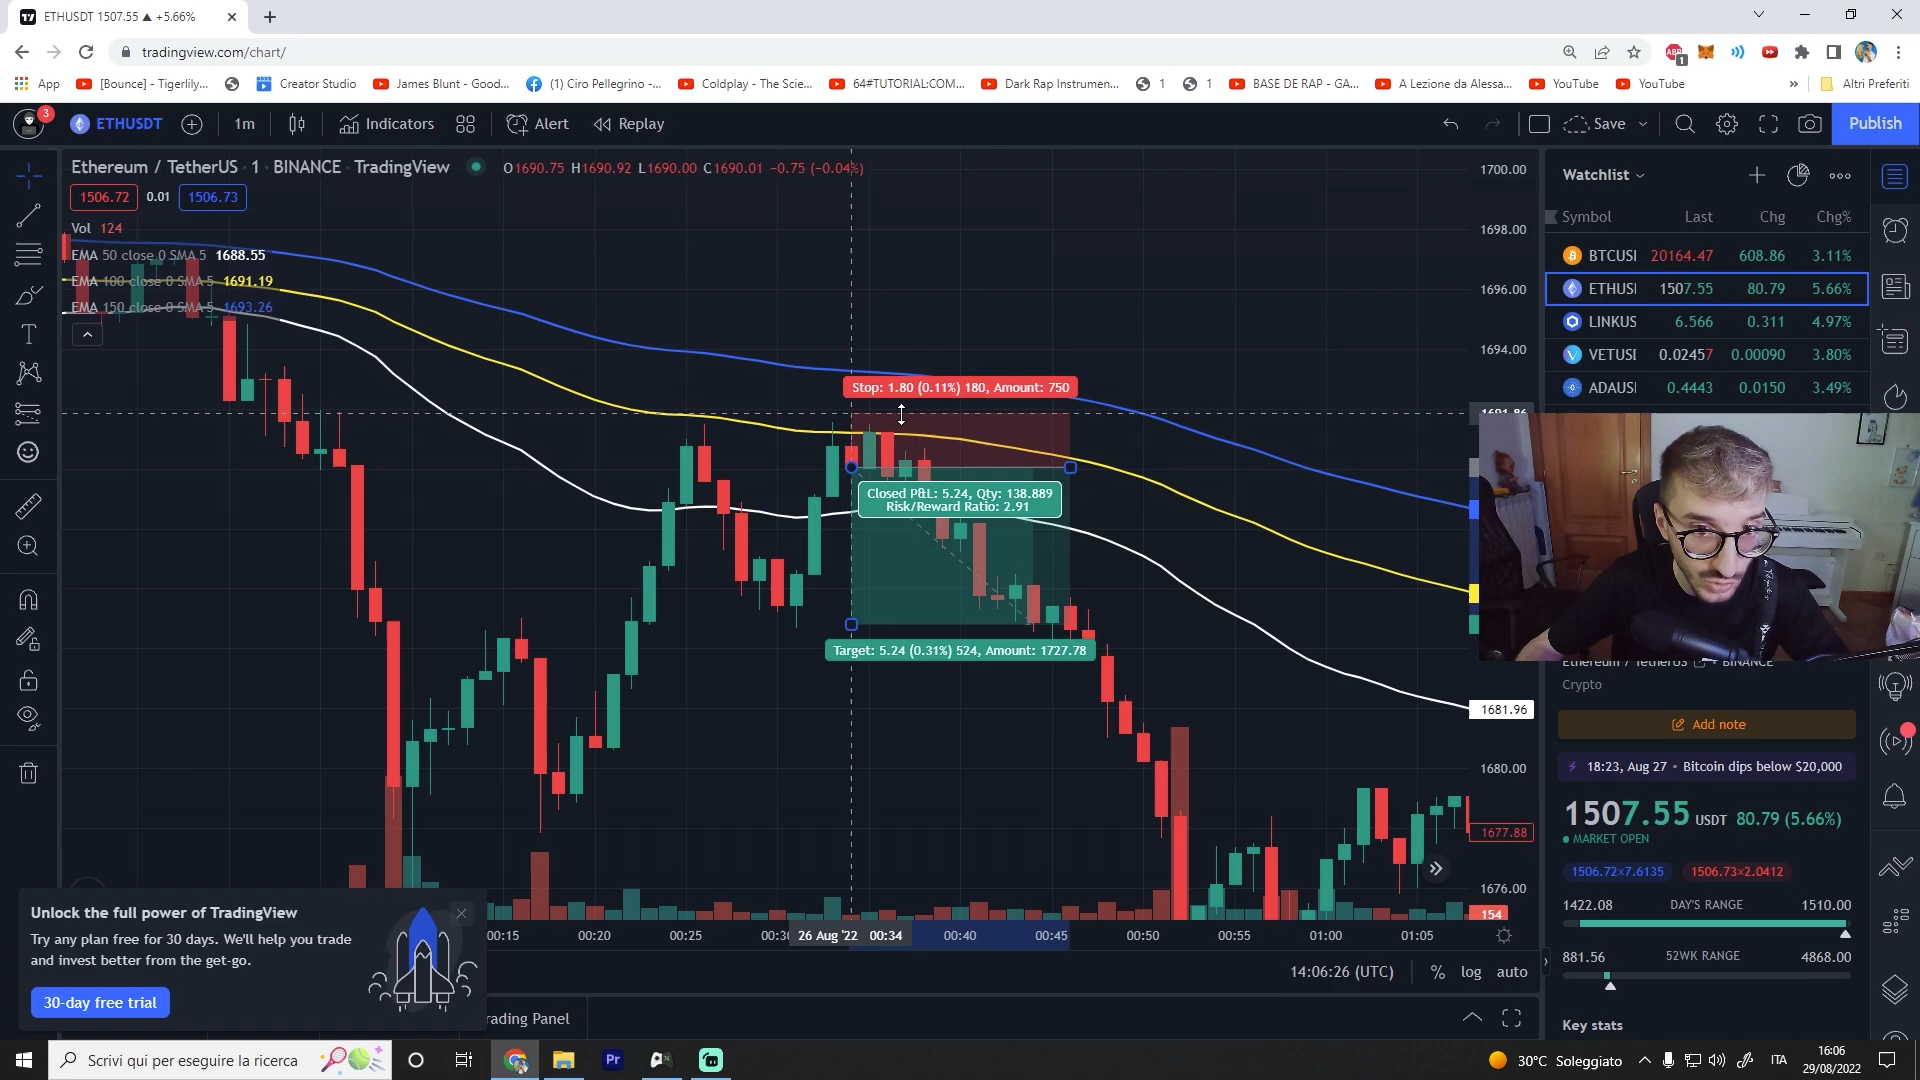 ETHUSDT 1507.55 ▲ +5.66%
tradingview.com/chart/
App
[Bounce] - Tigerlily...
Creator Studio
James Blunt - Good...
(1) Ciro Pellegrino -...
Coldplay - The Scie...
64#TUTORIAL:COM...
Dark Rap Instrumen...
1
1
BASE DE RAP - GA...
A Lezione da Alessa...
YouTube
YouTube
»
Altri Preferiti
3
ETHUSDT
1m
Indicators
Alert
Replay
Save
Publish
Ethereum / TetherUS · 1 · BINANCE · TradingView
O1690.75 H1690.92 L1690.00 C1690.01 -0.75 (-0.04%)
1506.72
0.01
1506.73
Vol 124
EMA 50 close 0 SMA 5 1688.55
EMA 100 close 0 SMA 5 1691.19
EMA 150 close 0 SMA 5 1693.26
Stop: 1.80 (0.11%) 180, Amount: 750
Closed P&L: 5.24, Qty: 138.889
Risk/Reward Ratio: 2.91
Target: 5.24 (0.31%) 524, Amount: 1727.78
1700.00
1698.00
1696.00
1694.00
1691.86
1681.96
1680.00
1677.88
1676.00
154
00:15
00:20
00:25
26 Aug '22 00:34
00:40
00:45
00:50
00:55
01:00
01:05
14:06:26 (UTC)
%
log
auto
Unlock the full power of TradingView
Try any plan free for 30 days. We'll help you trade
and invest better from the get-go.
30-day free trial
rading Panel
Watchlist
Symbol Last Chg Chg%
BTCUSI 20164.47 608.86 3.11%
ETHUSI 1507.55 80.79 5.66%
LINKUS 6.566 0.311 4.97%
VETUSI 0.02457 0.00090 3.80%
ADAUSI 0.4443 0.0150 3.49%
Ethereum / TetherUS · BINANCE
Crypto
Add note
18:23, Aug 27 • Bitcoin dips below $20,000
1507.55 USDT 80.79 (5.66%)
MARKET OPEN
1506.72×7.6135
1506.73×2.0412
1422.08 DAY'S RANGE 1510.00
881.56 52WK RANGE 4868.00
Key stats
Scrivi qui per eseguire la ricerca
Pr
30°C Soleggiato
ITA
16:06
29/08/2022